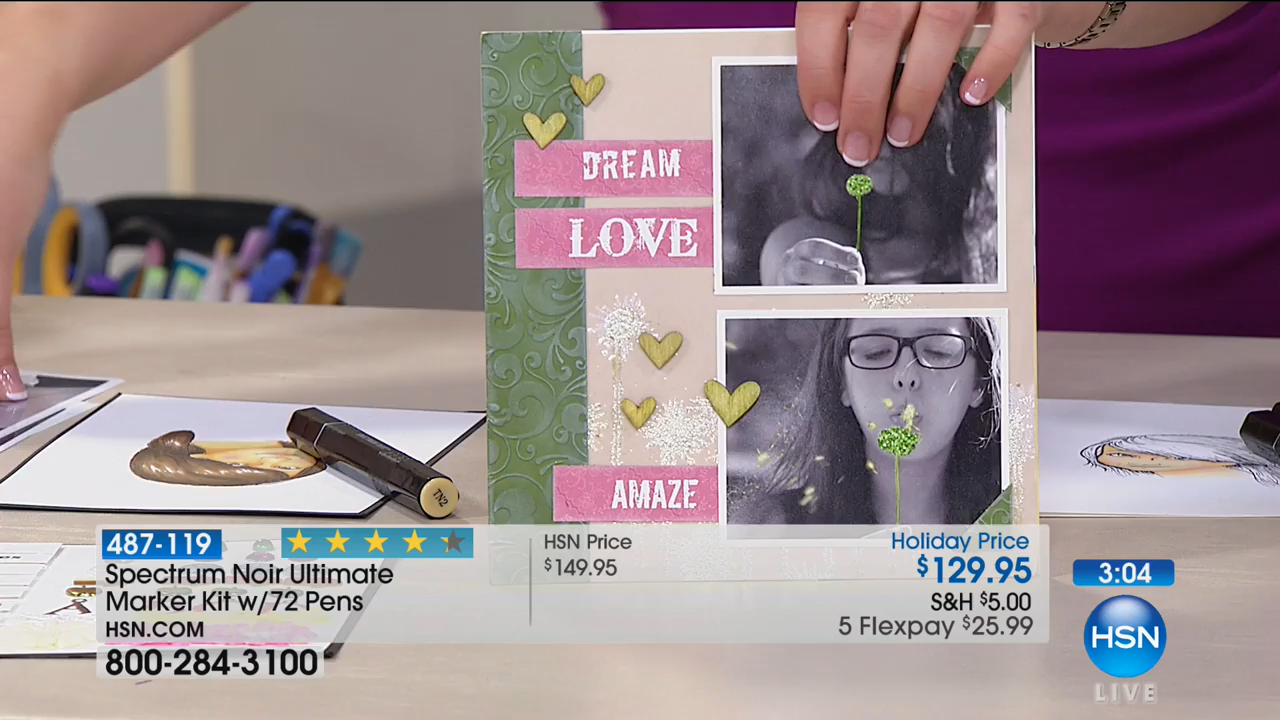 DREAM
LOVE
AMAZE
TN2
487-119
Spectrum Noir Ultimate
Marker Kit w/72 Pens
HSN.COM
800-284-3100
HSN Price
$149.95
Holiday Price
$129.95
S&H $5.00
5 Flexpay $25.99
3:04
HSN
LIVE